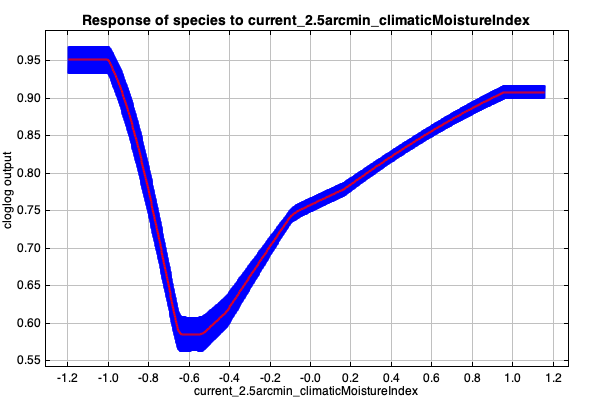 Response of species to current_2.5arcmin_climaticMoistureIndex
cloglog output
0.95
0.90
0.85
0.80
0.75
0.70
0.65
0.60
0.55
-1.2 -1.0 -0.8 -0.6 -0.4 -0.2 -0.0 0.2 0.4 0.6 0.8 1.0 1.2
current_2.5arcmin_climaticMoistureIndex